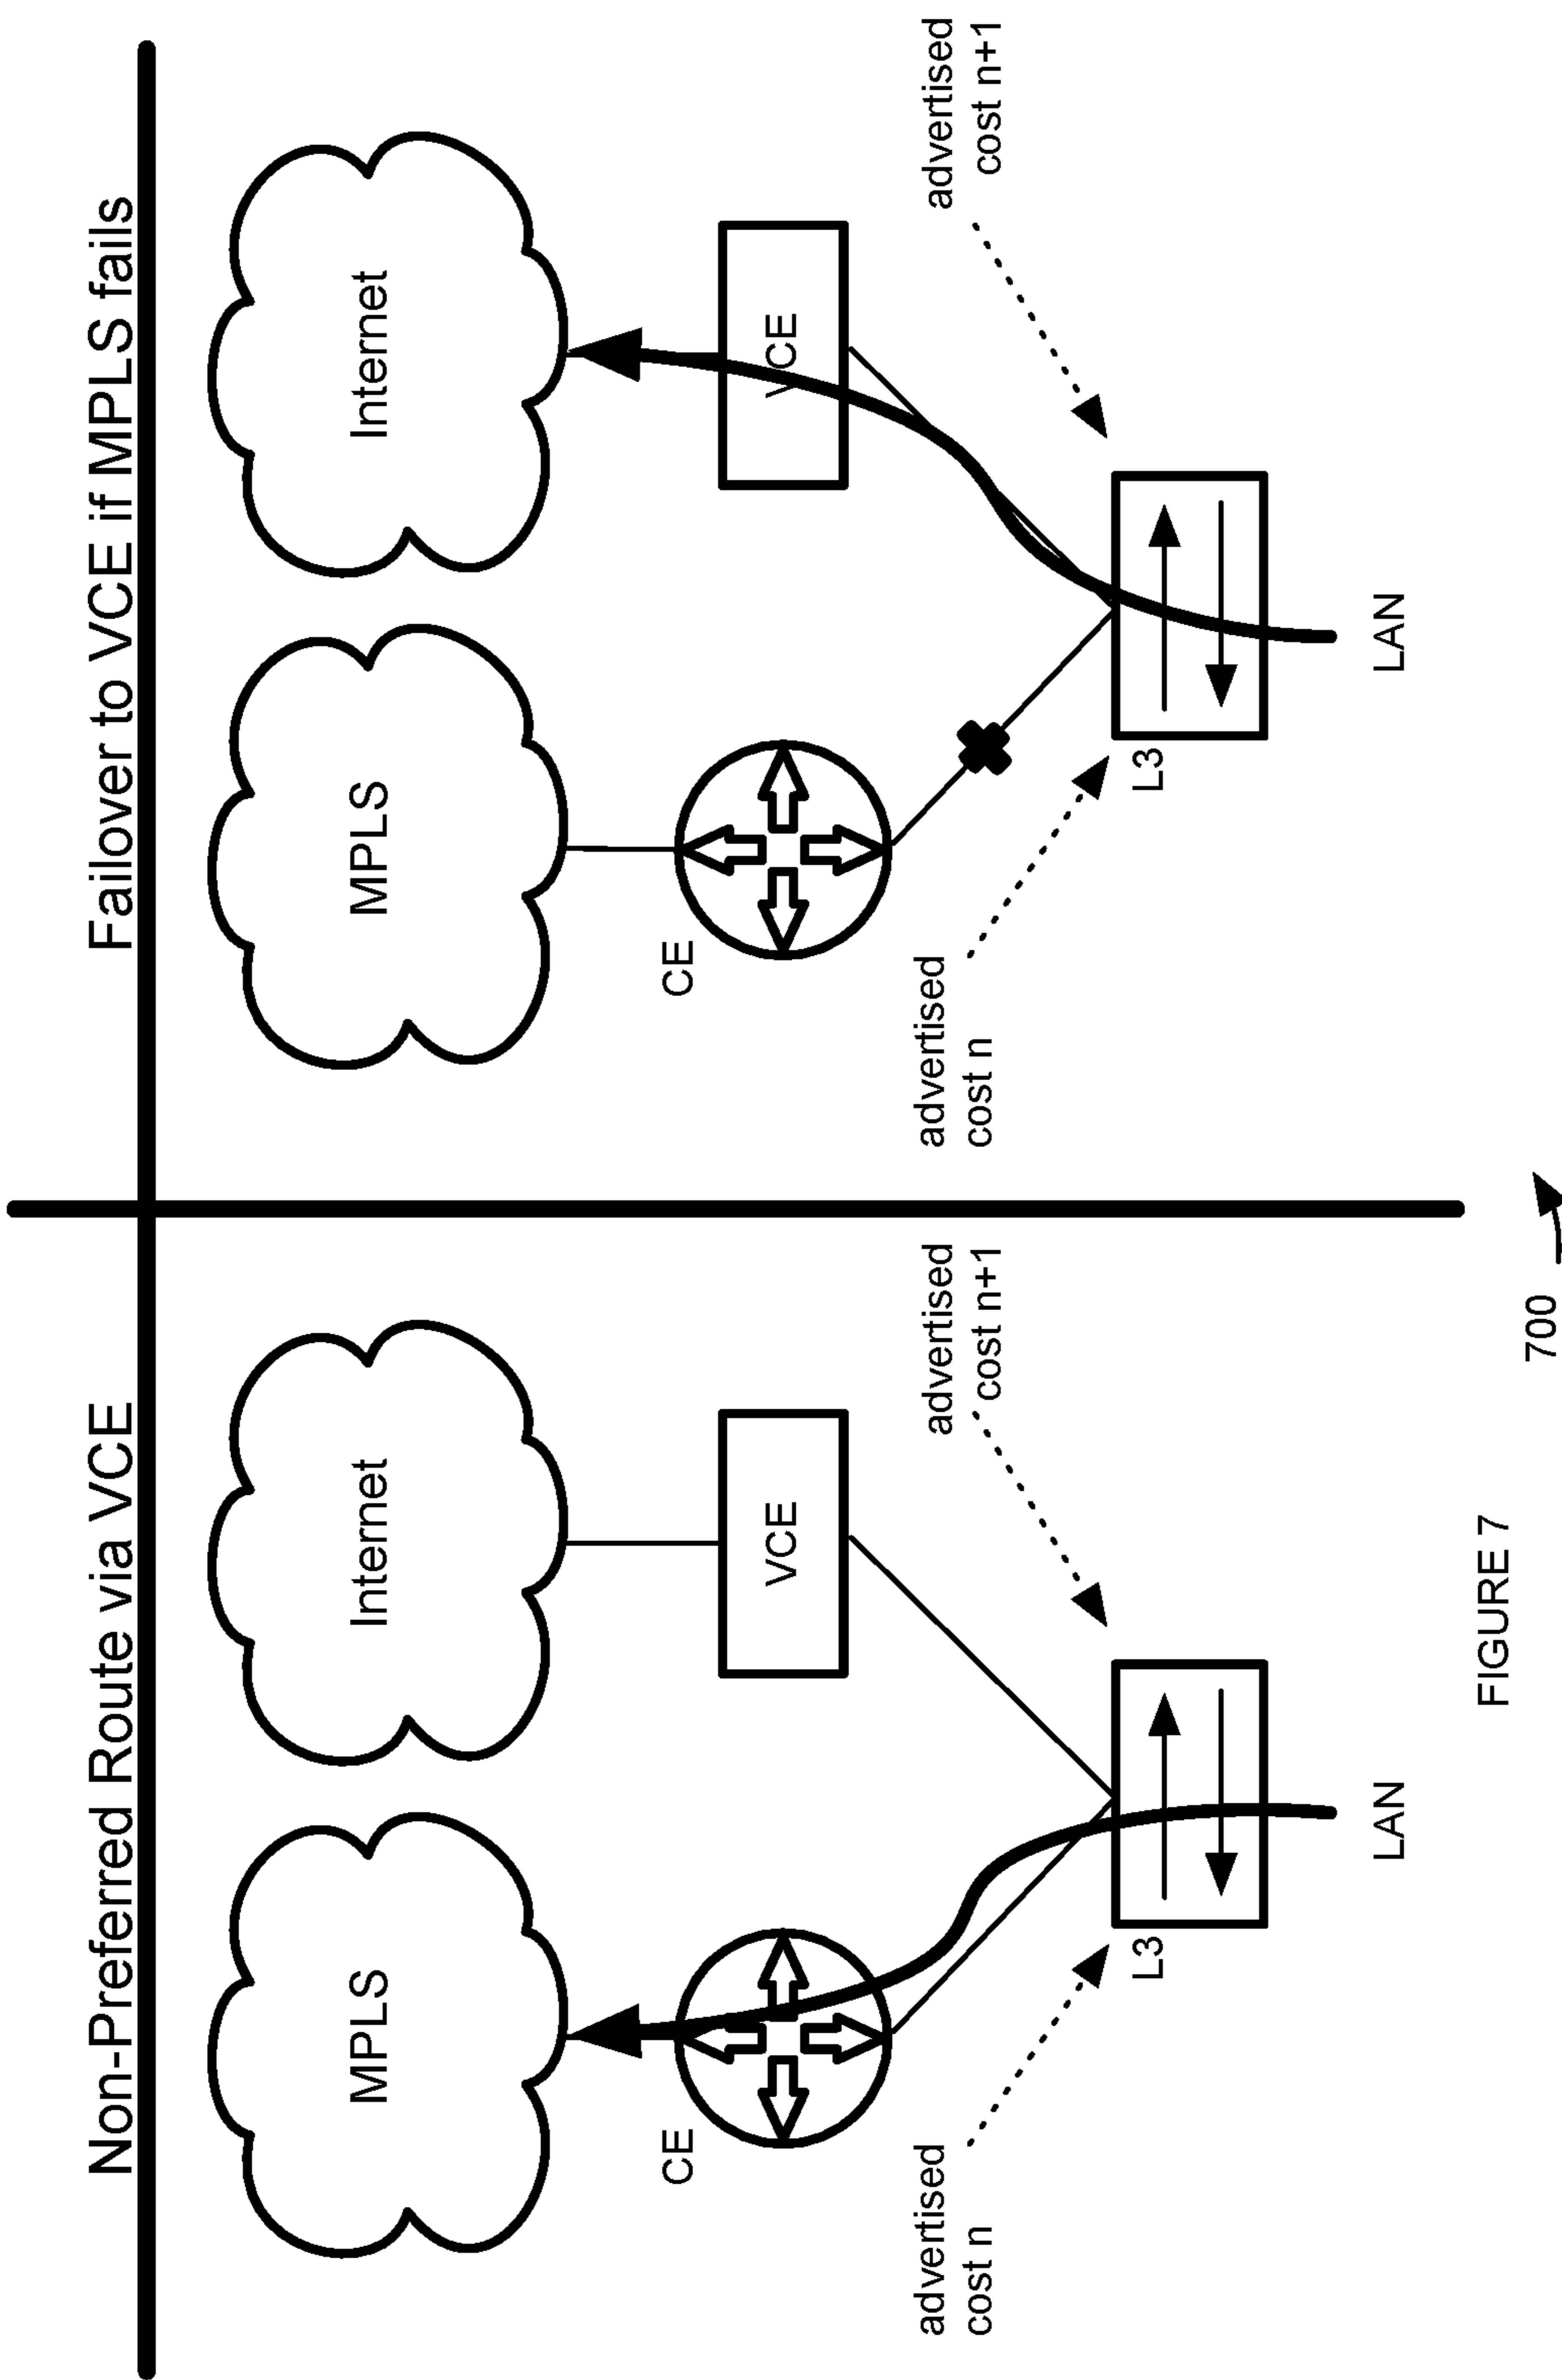 Non-Preferred Route via VCE
MPLS
Internet
CE
VCE
advertised
cost n
advertised
cost n+1
L3
LAN
Failover to VCE if MPLS fails
MPLS
Internet
CE
VCE
advertised
cost n
advertised
cost n+1
L3
LAN
FIGURE 7
700